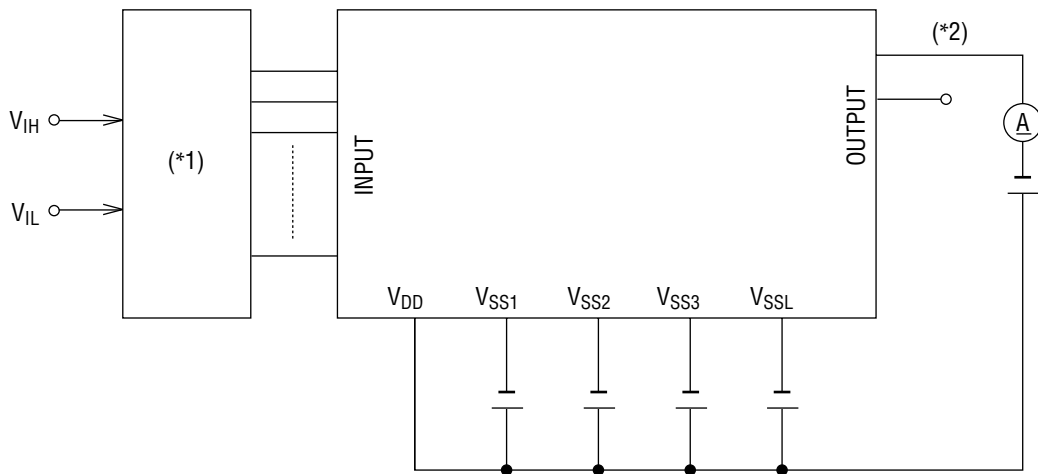 (*2)
V_IH
A
(*1)
INPUT
OUTPUT
V_IL
V_DD V_SS1 V_SS2 V_SS3 V_SSL